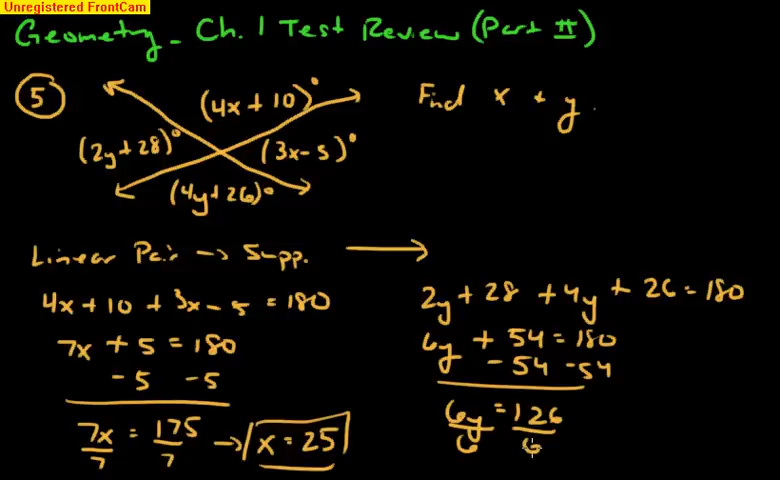 Unregistered FrontCam
Geometry - Ch. 1 Test Review (Part II)
5
(4x + 10)°
Find x + y.
(2y + 28)°
(3x - 5)°
(4y + 26)°
Linear Pair → Supp.
4x + 10 + 3x - 5 = 180
7x + 5 = 180
- 5 - 5
7x/7 = 175/7 → x = 25
2y + 28 + 4y + 26 = 180
6y + 54 = 180
- 54 - 54
6y/6 = 126/6